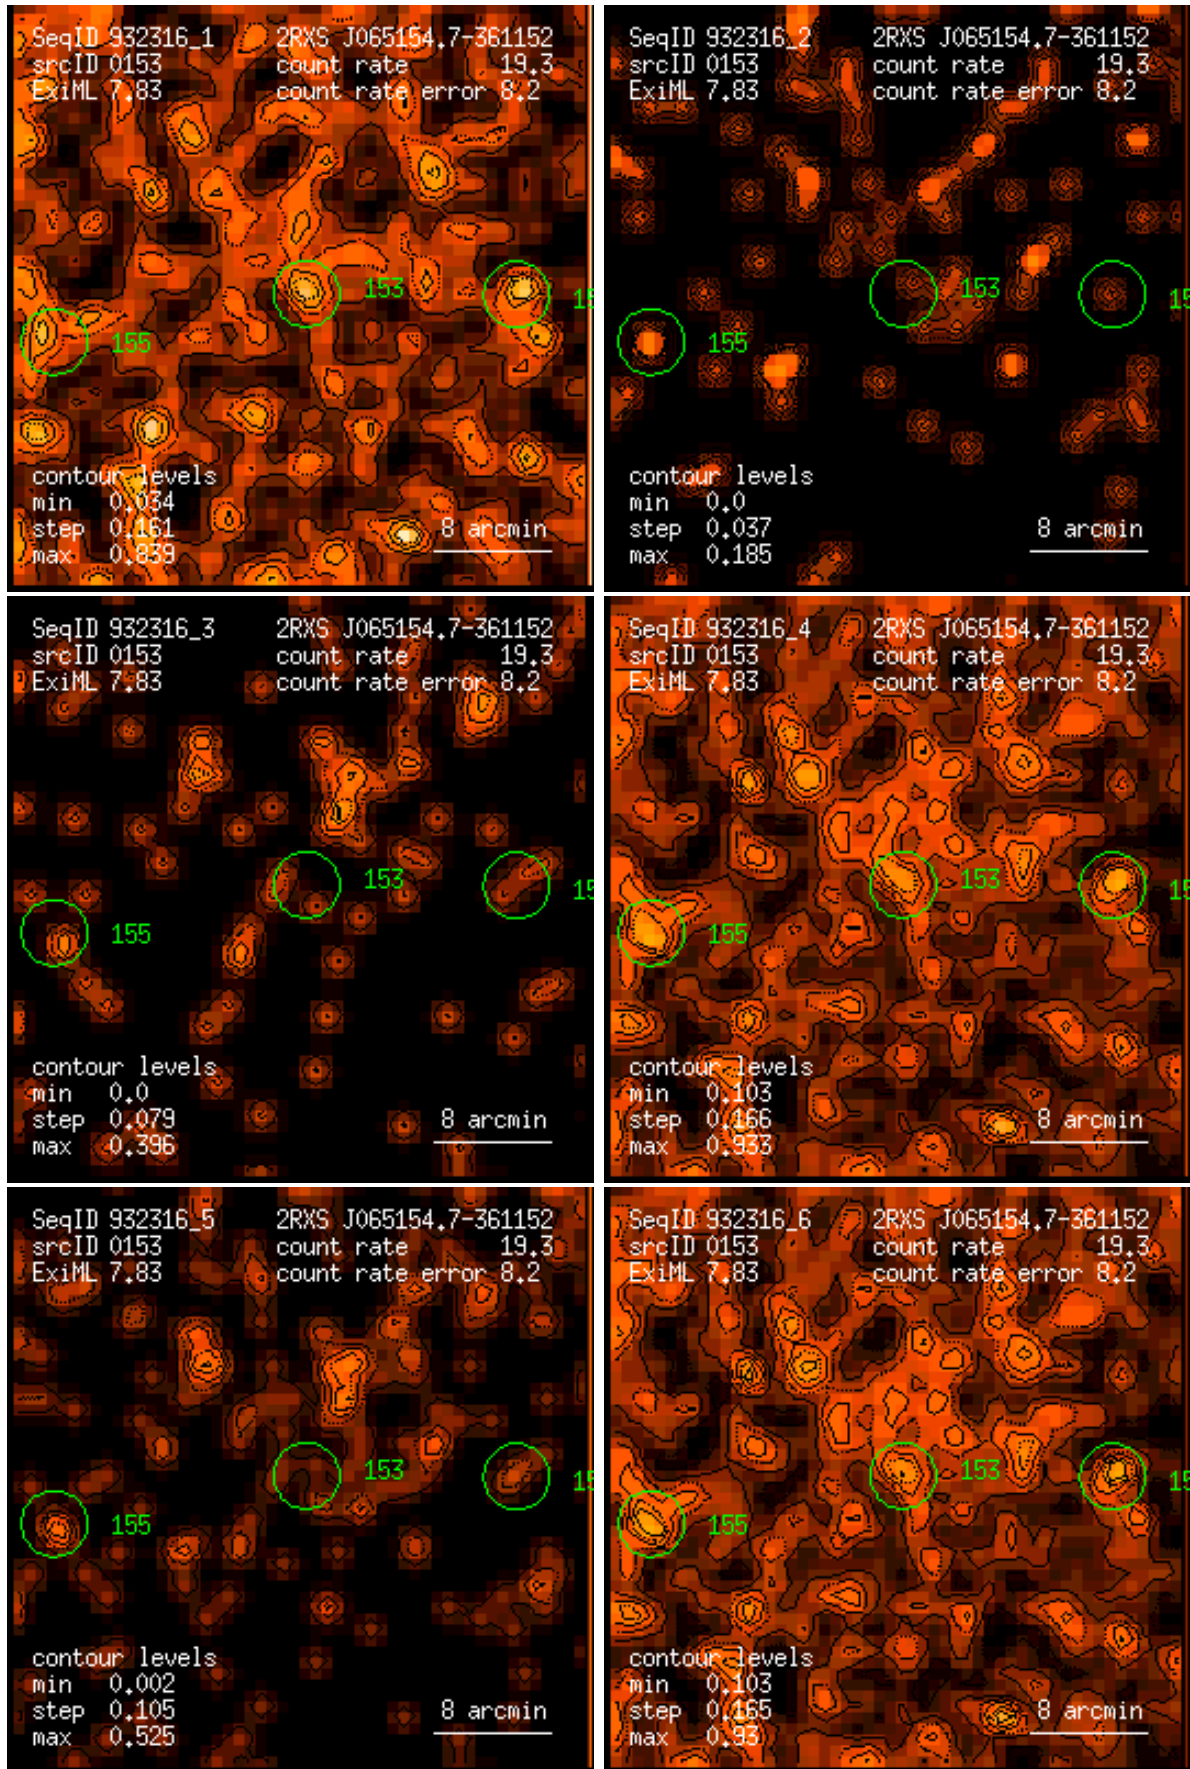 SeqID 932316_1 2RXS J065154.7-361152
srcID 0153 count rate 19.3
ExiML 7.83 count rate error 8.2
153
15
155
contour levels
min 0.034
step 0.161 8 arcmin
max 0.839
SeqID 932316_2 2RXS J065154.7-361152
srcID 0153 count rate 19.3
ExiML 7.83 count rate error 8.2
153
15
155
contour levels
min 0.0
step 0.037 8 arcmin
max 0.185
SeqID 932316_3 2RXS J065154.7-361152
srcID 0153 count rate 19.3
ExiML 7.83 count rate error 8.2
153
15
155
contour levels
min 0.0
step 0.079 8 arcmin
max 0.396
SeqID 932316_4 2RXS J065154.7-361152
srcID 0153 count rate 19.3
ExiML 7.83 count rate error 8.2
153
15
155
contour levels
min 0.103
step 0.166 8 arcmin
max 0.933
SeqID 932316_5 2RXS J065154.7-361152
srcID 0153 count rate 19.3
ExiML 7.83 count rate error 8.2
153
15
155
contour levels
min 0.002
step 0.105 8 arcmin
max 0.525
SeqID 932316_6 2RXS J065154.7-361152
srcID 0153 count rate 19.3
ExiML 7.83 count rate error 8.2
153
15
155
contour levels
min 0.103
step 0.165 8 arcmin
max 0.93